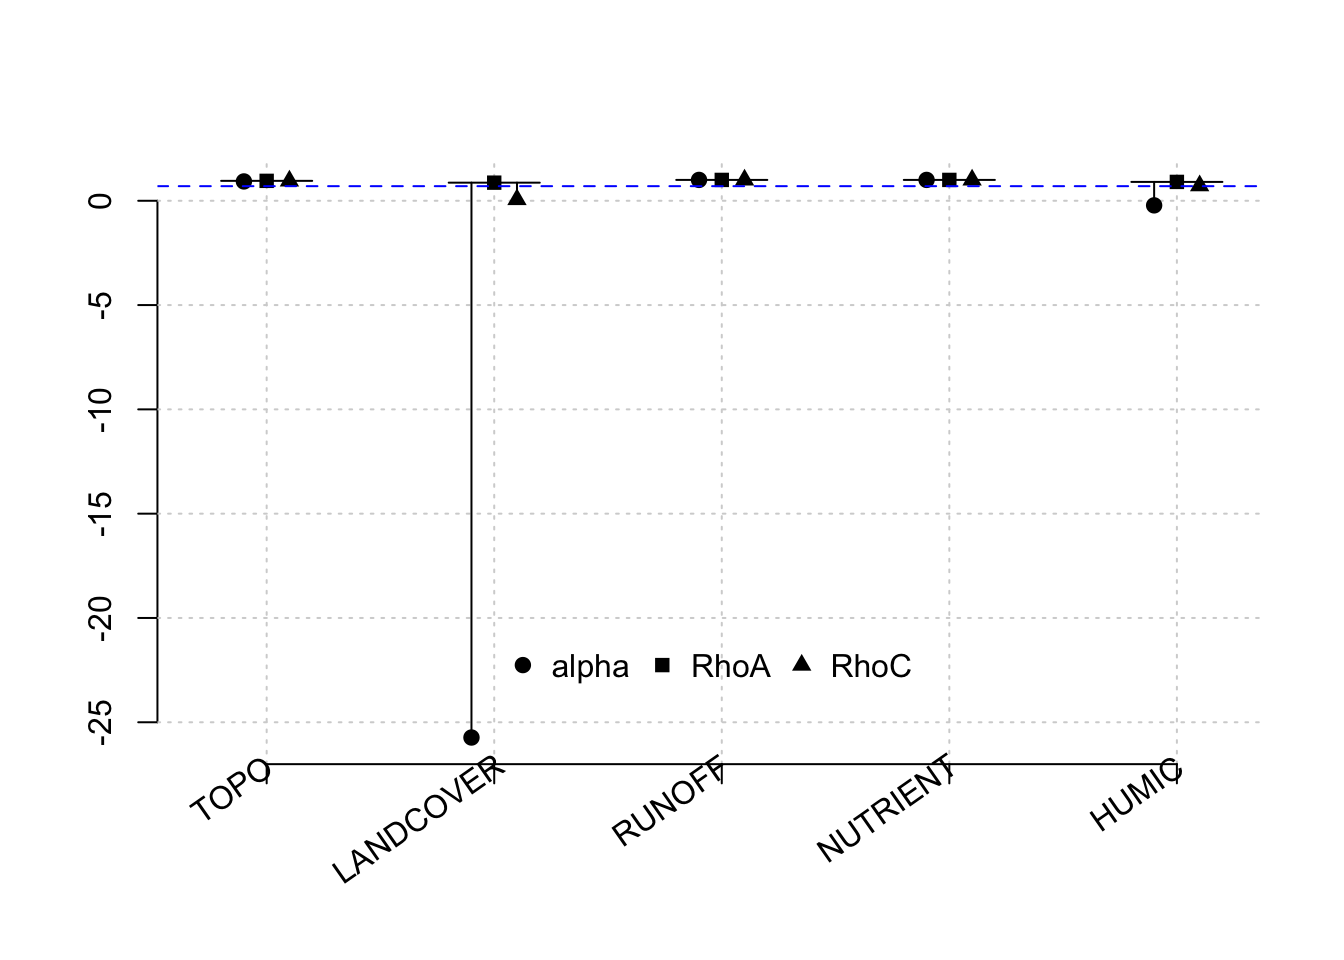 0
-5
-10
-15
-20
-25
alpha RhoA RhoC
TOPO
LANDCOVER
RUNOFF
NUTRIENT
HUMIC